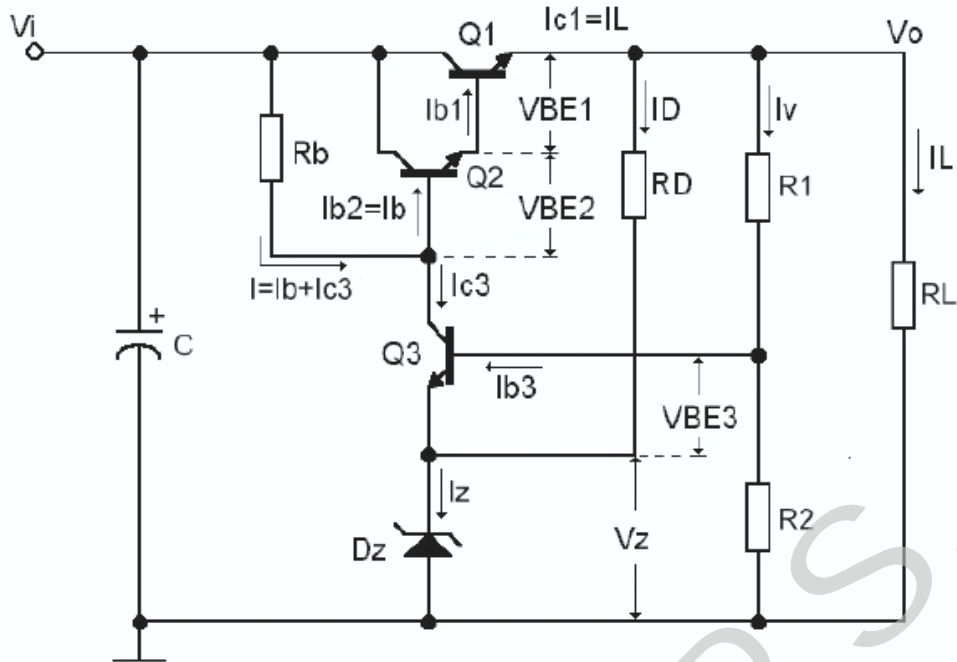 Vi
Q1
Ic1=IL
Vo
Ib1
VBE1
ID
Iv
Rb
Q2
RD
R1
IL
Ib2=Ib
VBE2
I=Ib+Ic3
Ic3
RL
+
C
Q3
Ib3
VBE3
Iz
R2
Dz
Vz